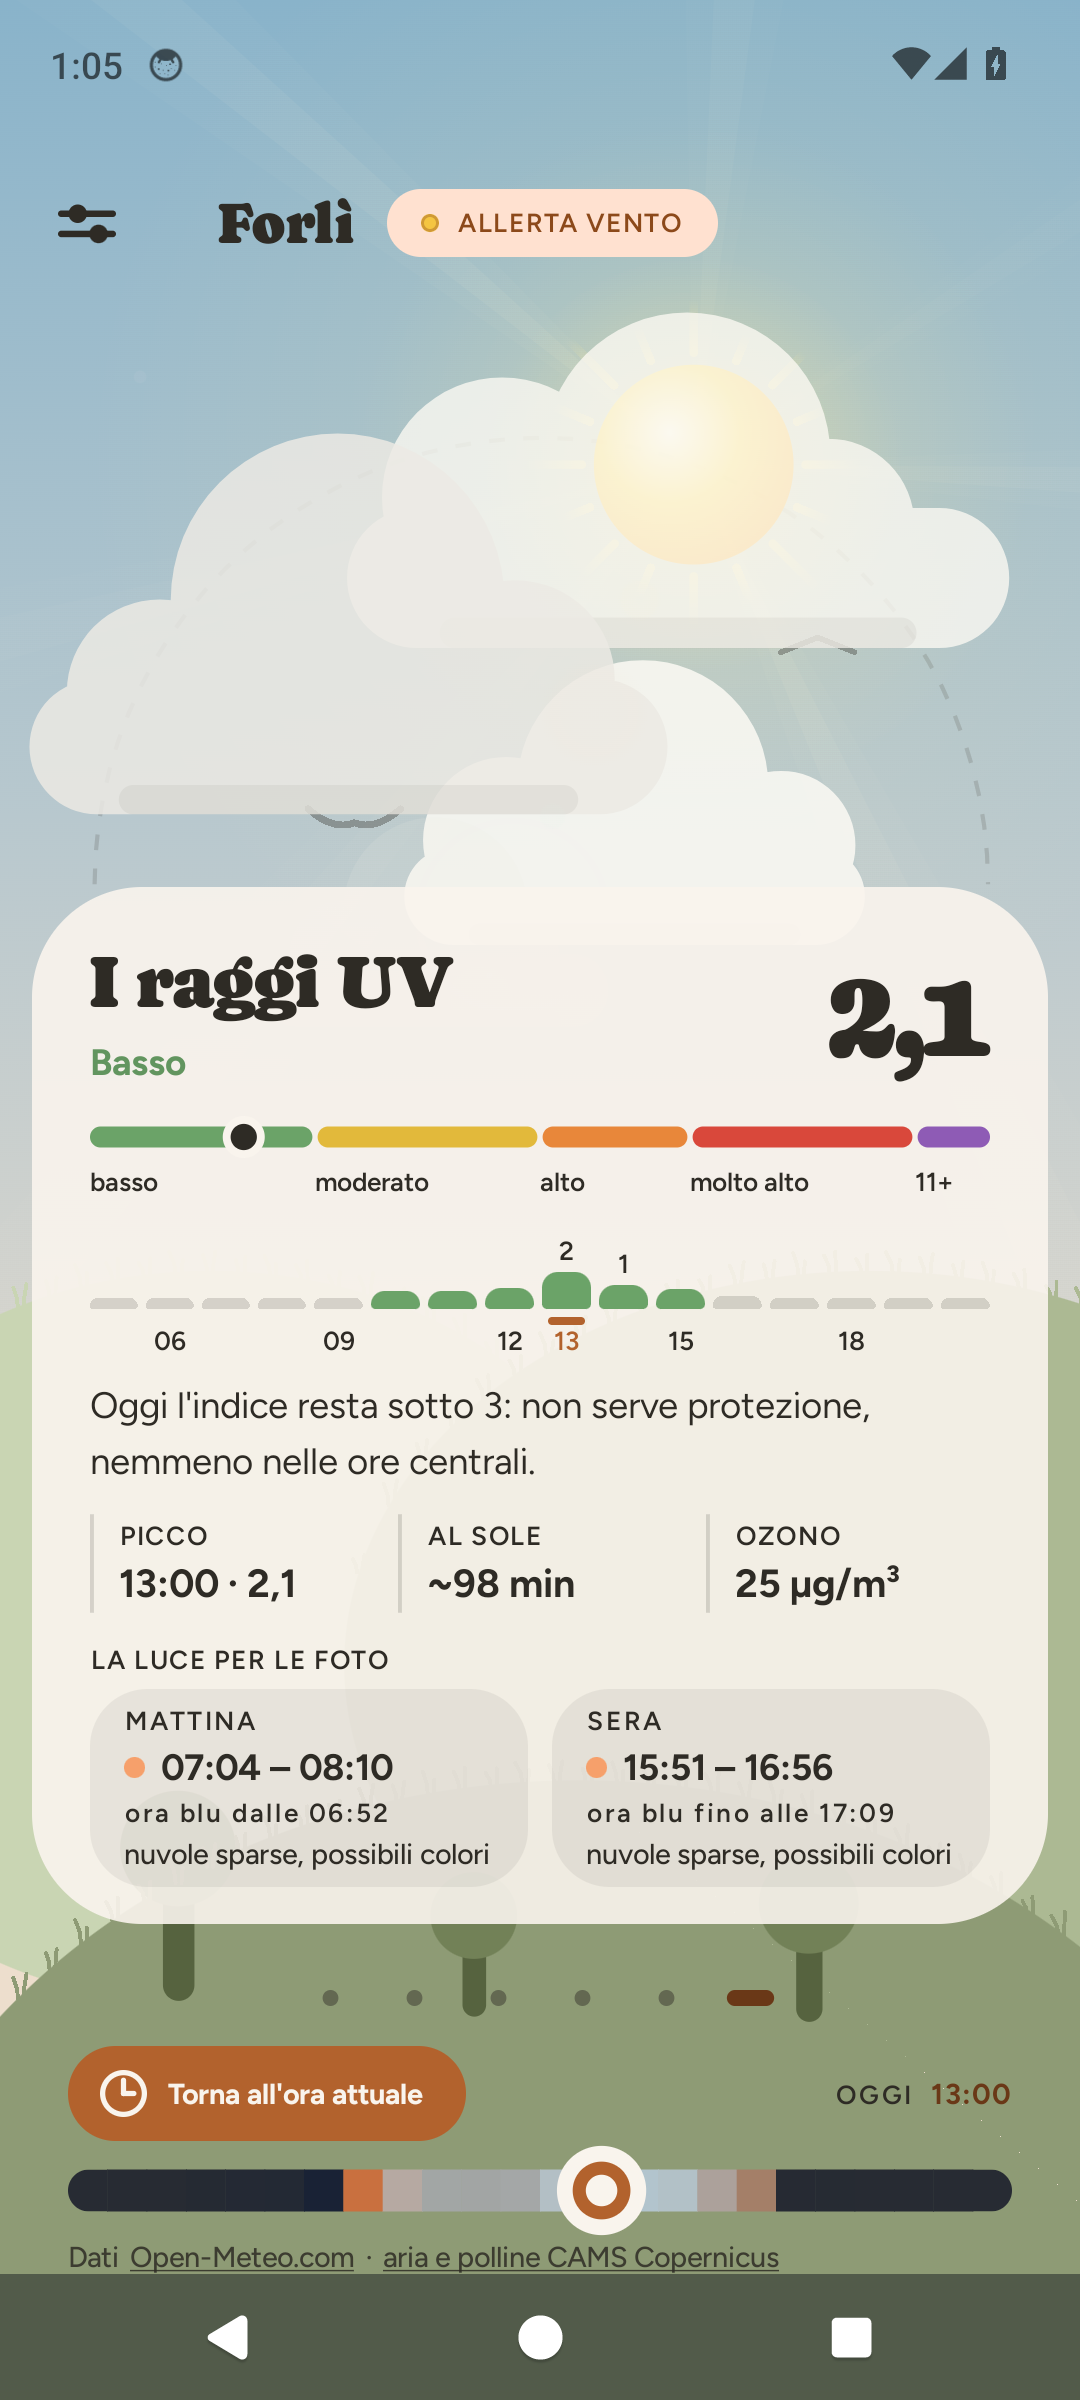 1:05
Forlì
ALLERTA VENTO
I raggi UV
2,1
Basso
basso moderato alto molto alto 11+
2 1
06 09 12 13 15 18
Oggi l'indice resta sotto 3: non serve protezione,
nemmeno nelle ore centrali.
PICCO AL SOLE OZONO
13:00 · 2,1 ~98 min 25 µg/m³
LA LUCE PER LE FOTO
MATTINA
07:04 – 08:10
ora blu dalle 06:52
nuvole sparse, possibili colori
SERA
15:51 – 16:56
ora blu fino alle 17:09
nuvole sparse, possibili colori
Torna all'ora attuale
OGGI 13:00
Dati Open-Meteo.com · aria e polline CAMS Copernicus